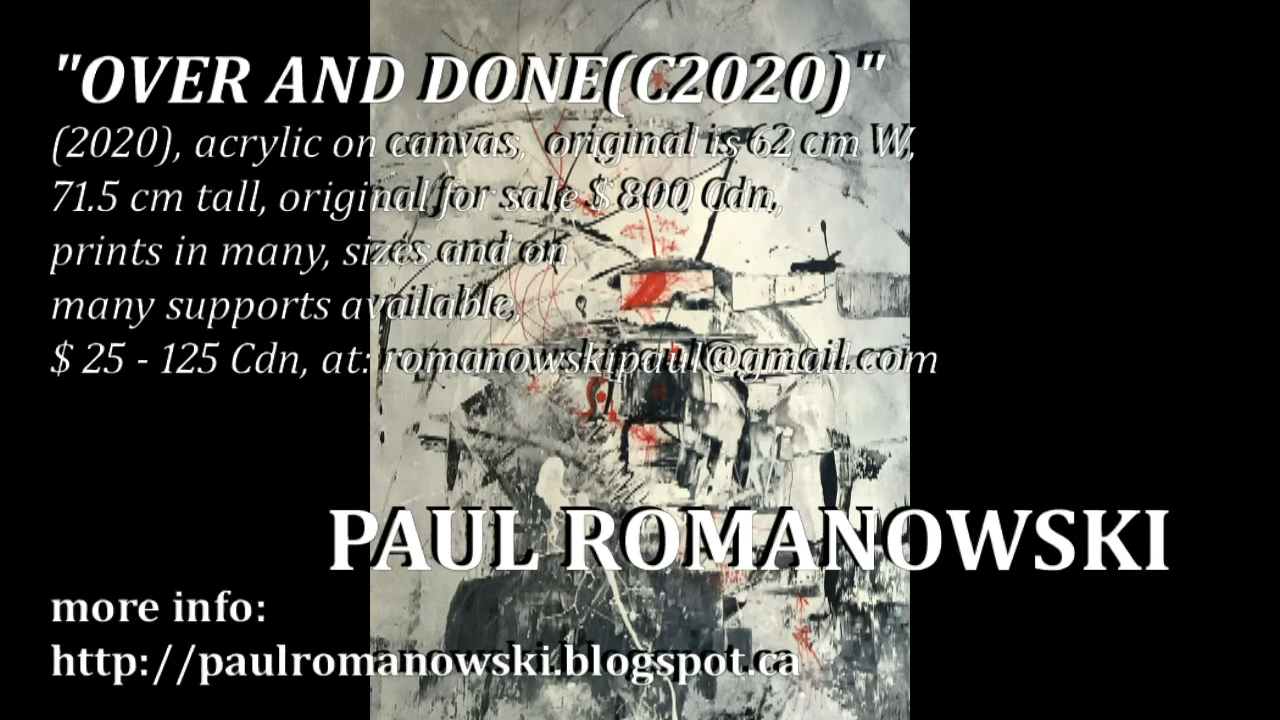 "OVER AND DONE(C2020)"
(2020), acrylic on canvas, original is 62 cm W,
71.5 cm tall, original for sale $ 800 Cdn,
prints in many, sizes and on
many supports available,
$ 25 - 125 Cdn, at: romanowskipaul@gmail.com
PAUL ROMANOWSKI
more info:
http://paulromanowski.blogspot.ca